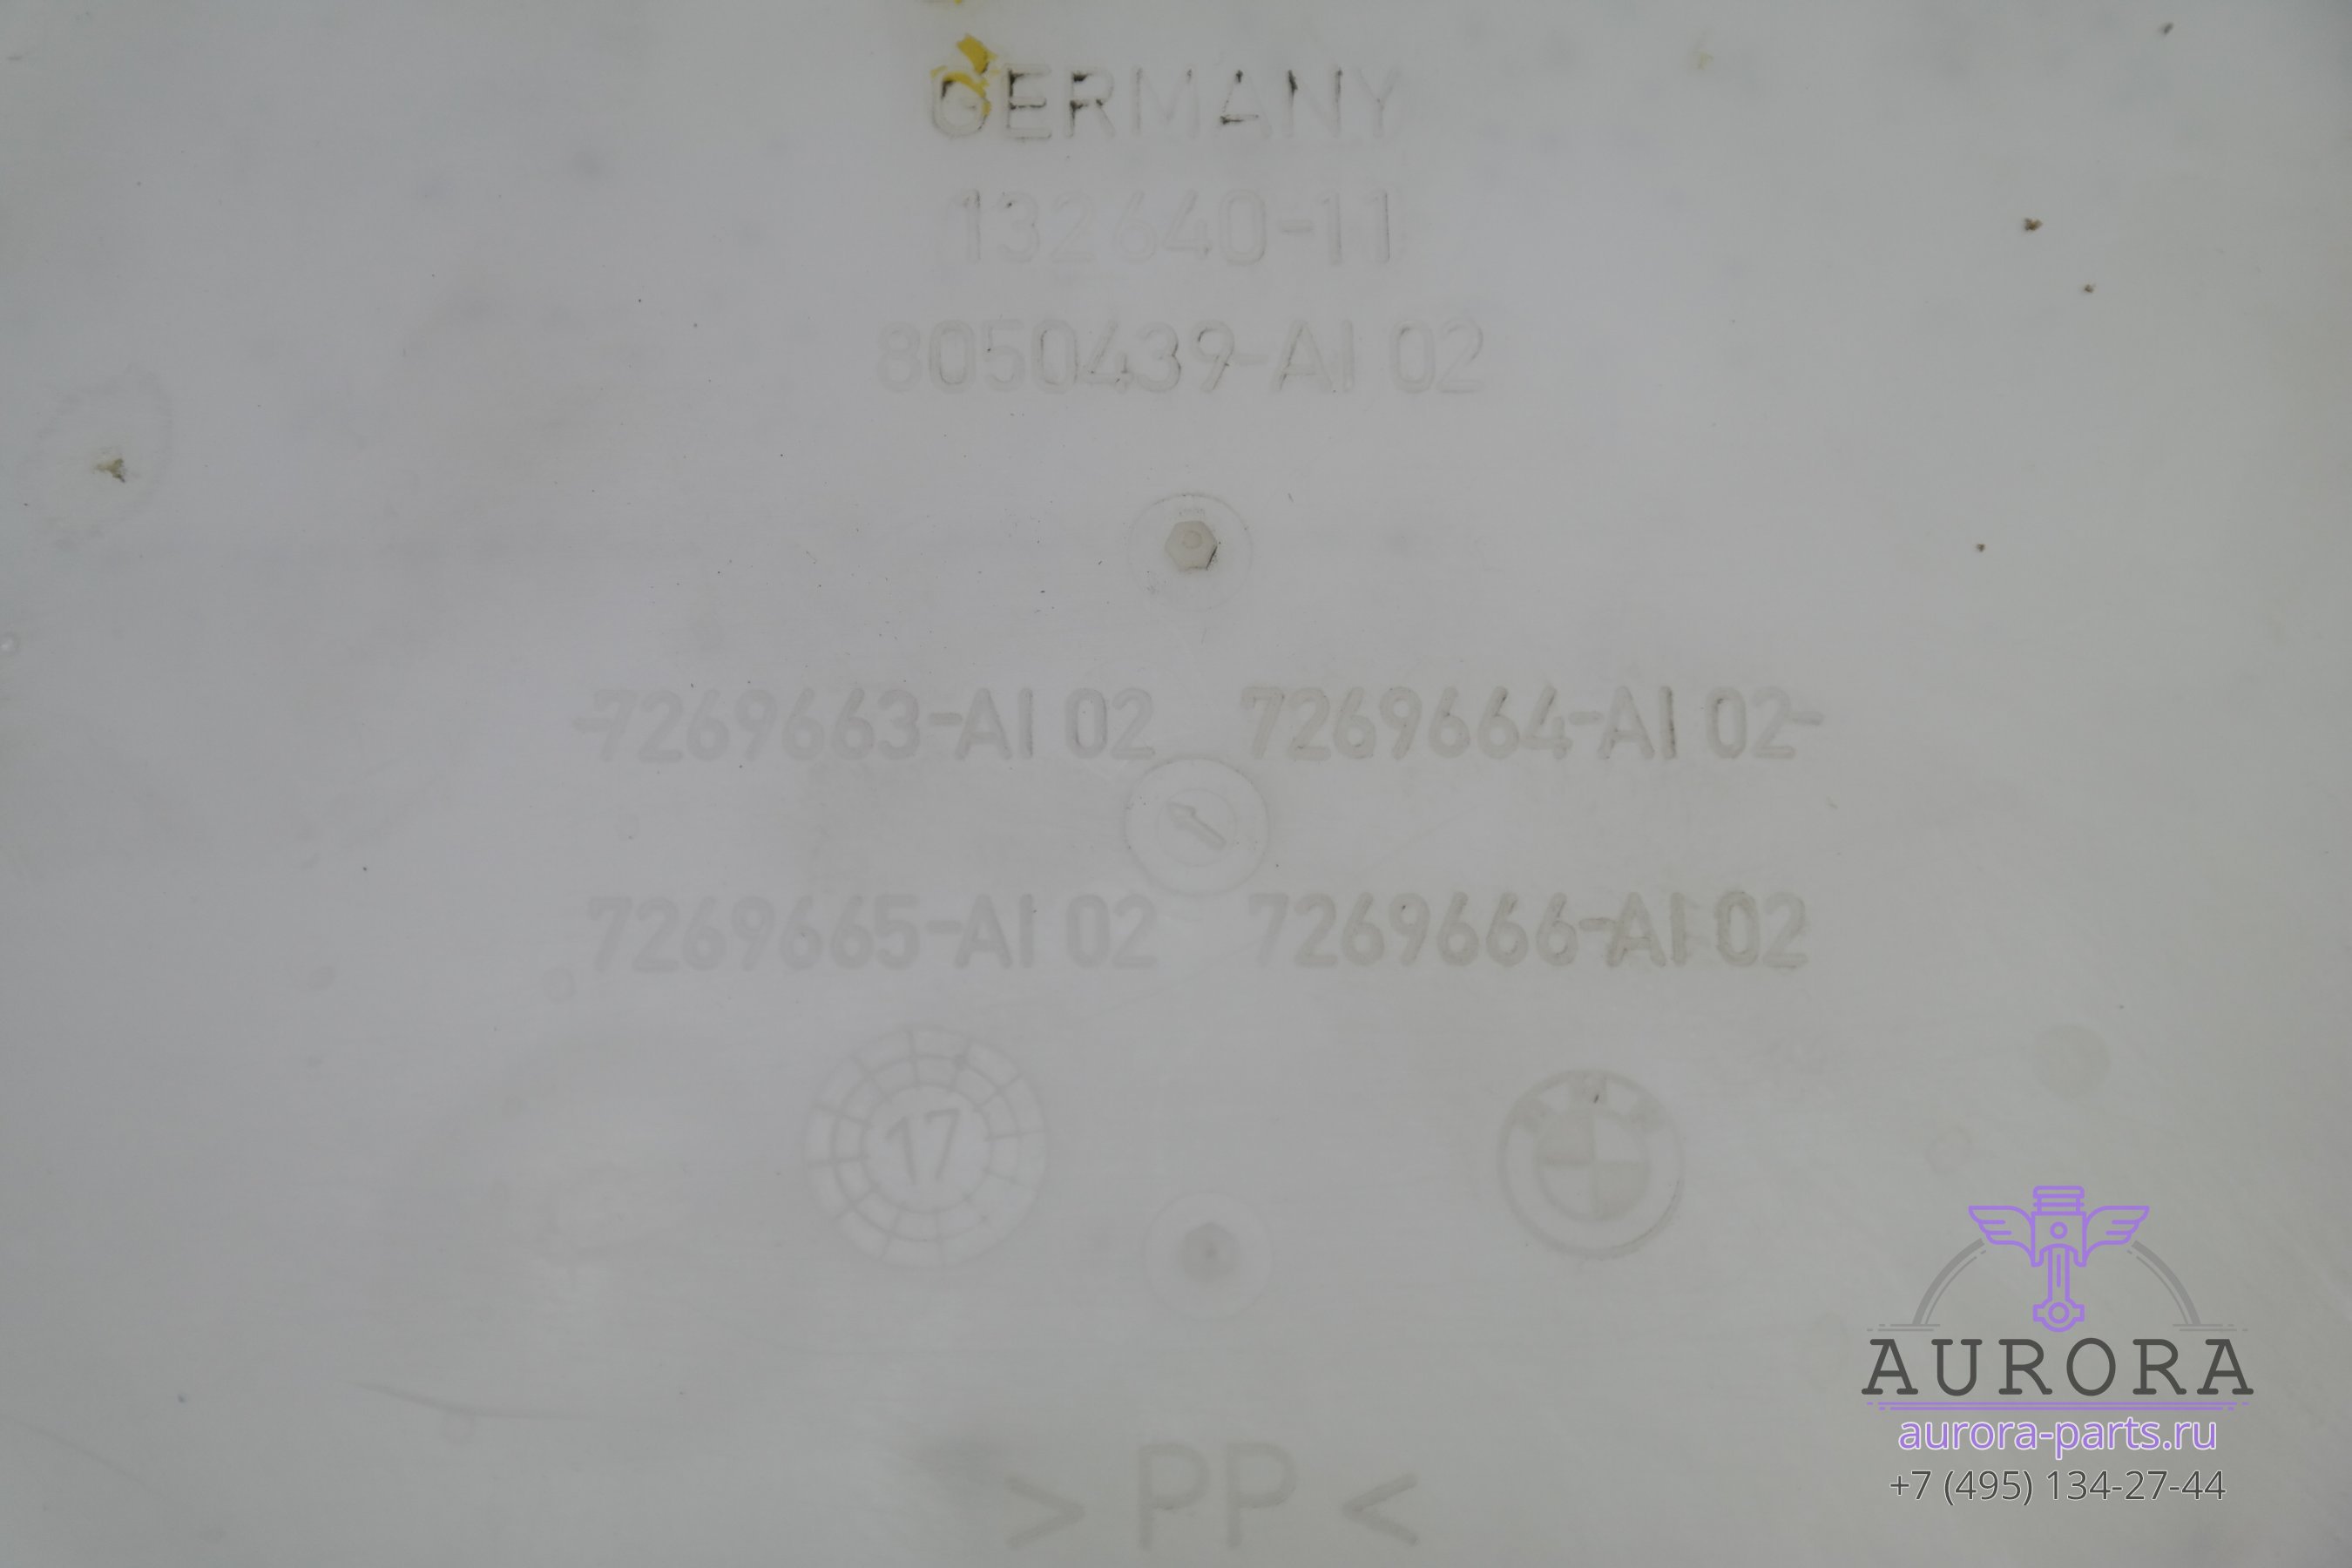 GERMANY
132640-11
8050439-AI 02
7269663-AI 02 7269664-AI 02
7269665-AI 02 7269666-AI 02
17
> PP <
AURORA
aurora-parts.ru
+7 (495) 134-27-44